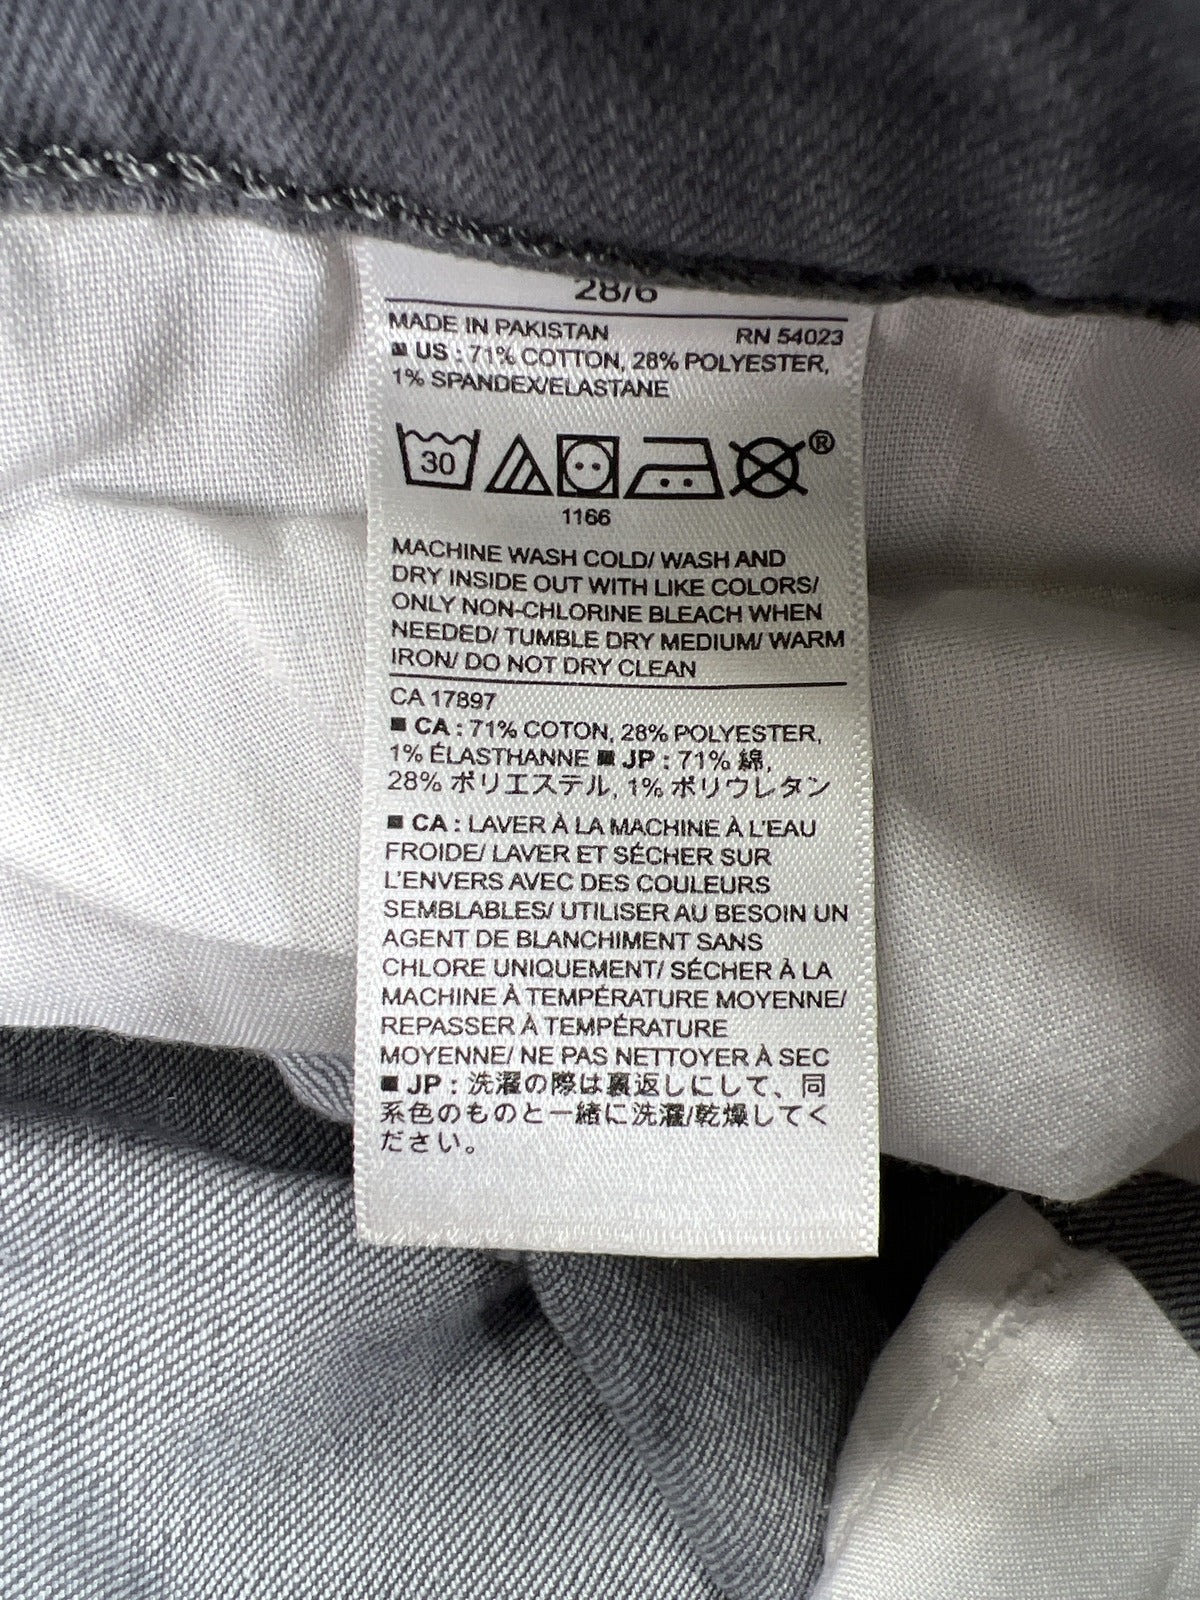 28/6
MADE IN PAKISTAN RN 54023
■ US : 71% COTTON, 28% POLYESTER,
1% SPANDEX/ELASTANE
30 ®
1166
MACHINE WASH COLD/ WASH AND
DRY INSIDE OUT WITH LIKE COLORS/
ONLY NON-CHLORINE BLEACH WHEN
NEEDED/ TUMBLE DRY MEDIUM/ WARM
IRON/ DO NOT DRY CLEAN
CA 17897
■ CA : 71% COTON, 28% POLYESTER,
1% ÉLASTHANNE ■ JP : 71% 綿,
28% ポリエステル, 1% ポリウレタン
■ CA : LAVER À LA MACHINE À L'EAU
FROIDE/ LAVER ET SÉCHER SUR
L'ENVERS AVEC DES COULEURS
SEMBLABLES/ UTILISER AU BESOIN UN
AGENT DE BLANCHIMENT SANS
CHLORE UNIQUEMENT/ SÉCHER À LA
MACHINE À TEMPÉRATURE MOYENNE/
REPASSER À TEMPÉRATURE
MOYENNE/ NE PAS NETTOYER À SEC
■ JP : 洗濯の際は裏返しにして、同
系色のものと一緒に洗濯/乾燥してく
ださい。